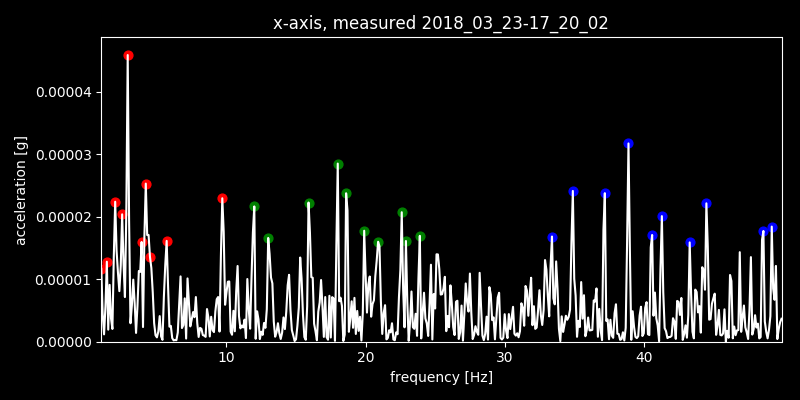 x-axis, measured 2018_03_23-17_20_02
0.00004
0.00003
0.00002
0.00001
0.00000
acceleration [g]
10 20 30 40
frequency [Hz]